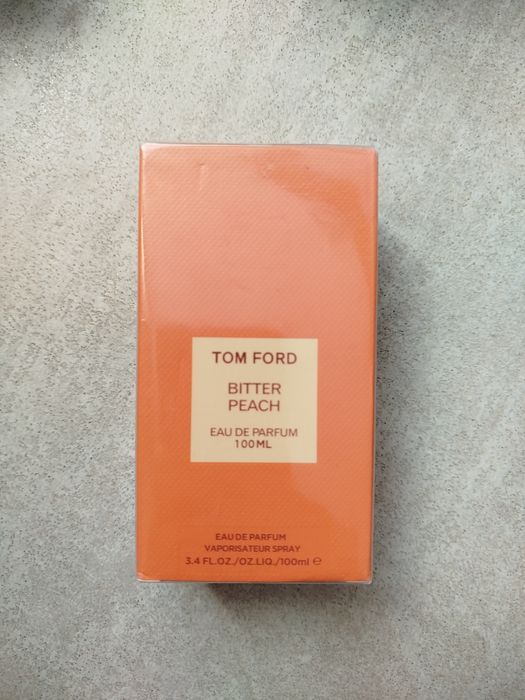 TOM FORD
BITTER
PEACH
EAU DE PARFUM
100ML
EAU DE PARFUM
VAPORISATEUR SPRAY
3.4 FL.OZ./OZ.LIQ./100ml ℮